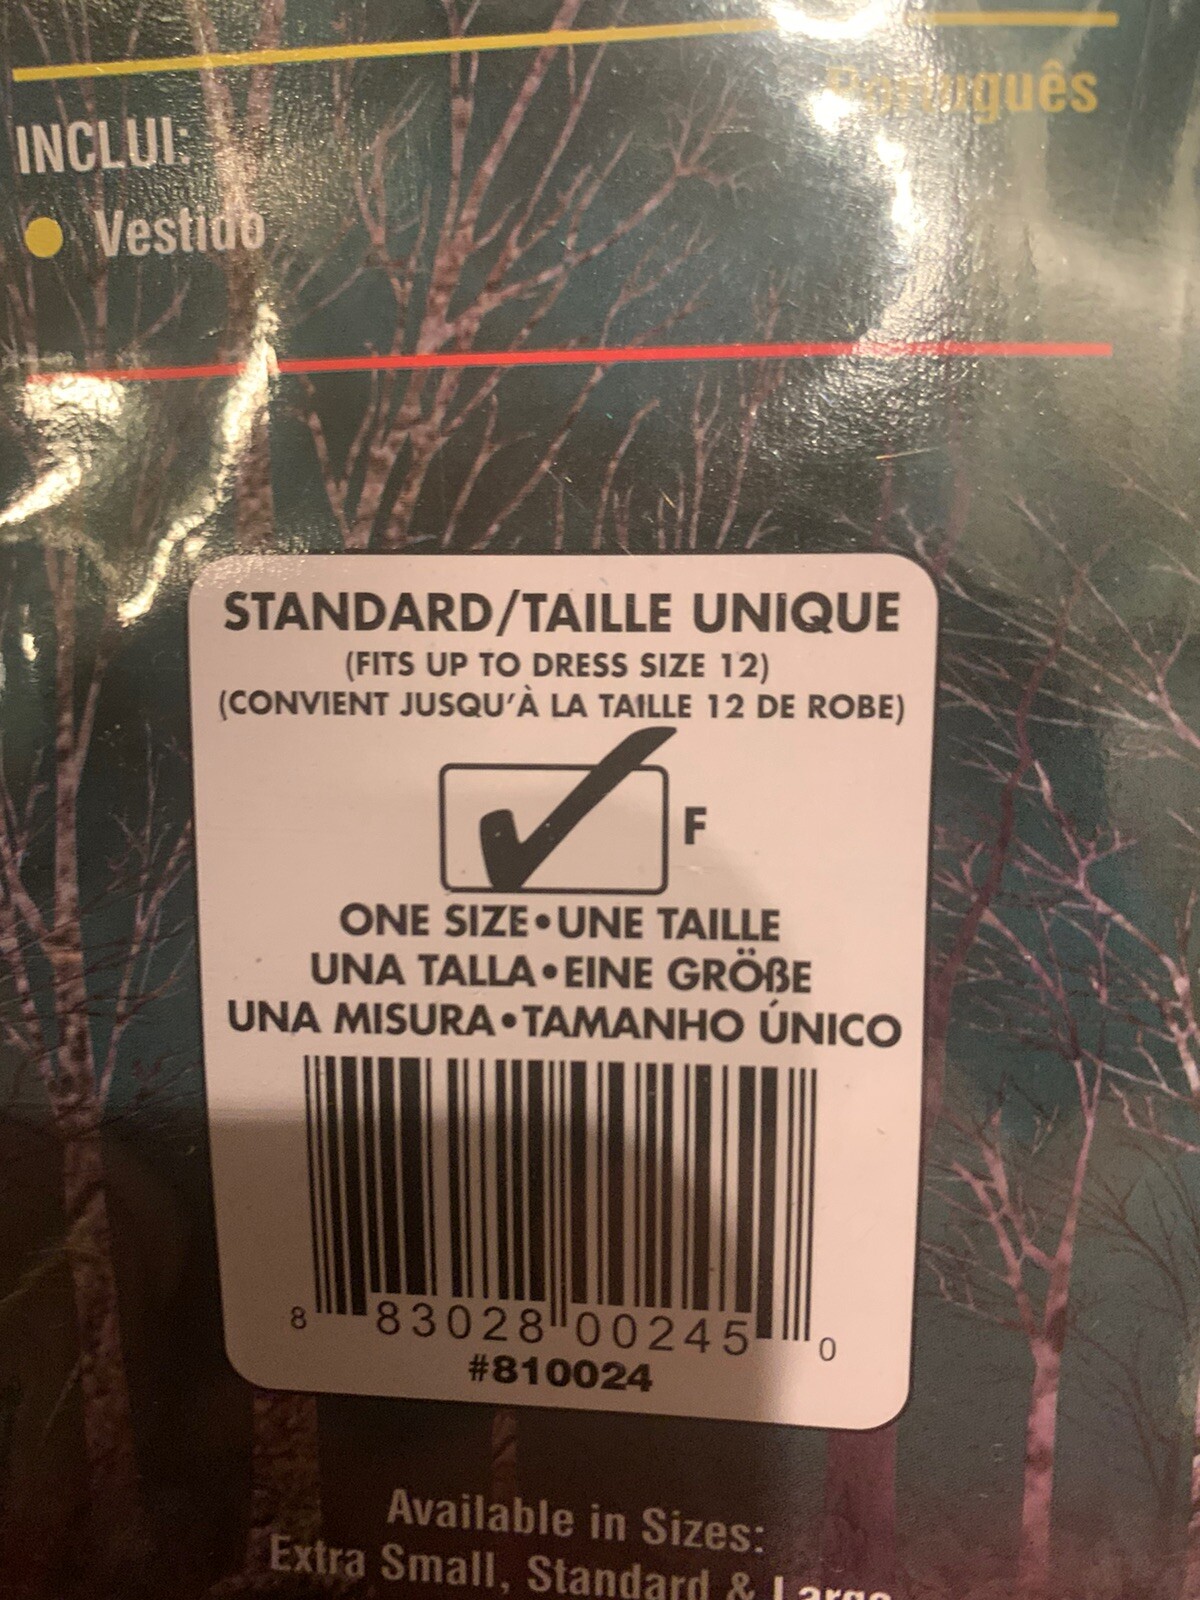 Português
INCLUI:
• Vestido
STANDARD/TAILLE UNIQUE
(FITS UP TO DRESS SIZE 12)
(CONVIENT JUSQU'À LA TAILLE 12 DE ROBE)
F
ONE SIZE•UNE TAILLE
UNA TALLA•EINE GRÖßE
UNA MISURA•TAMANHO ÚNICO
8 83028 00245 0
#810024
Available in Sizes:
Extra Small, Standard & Large